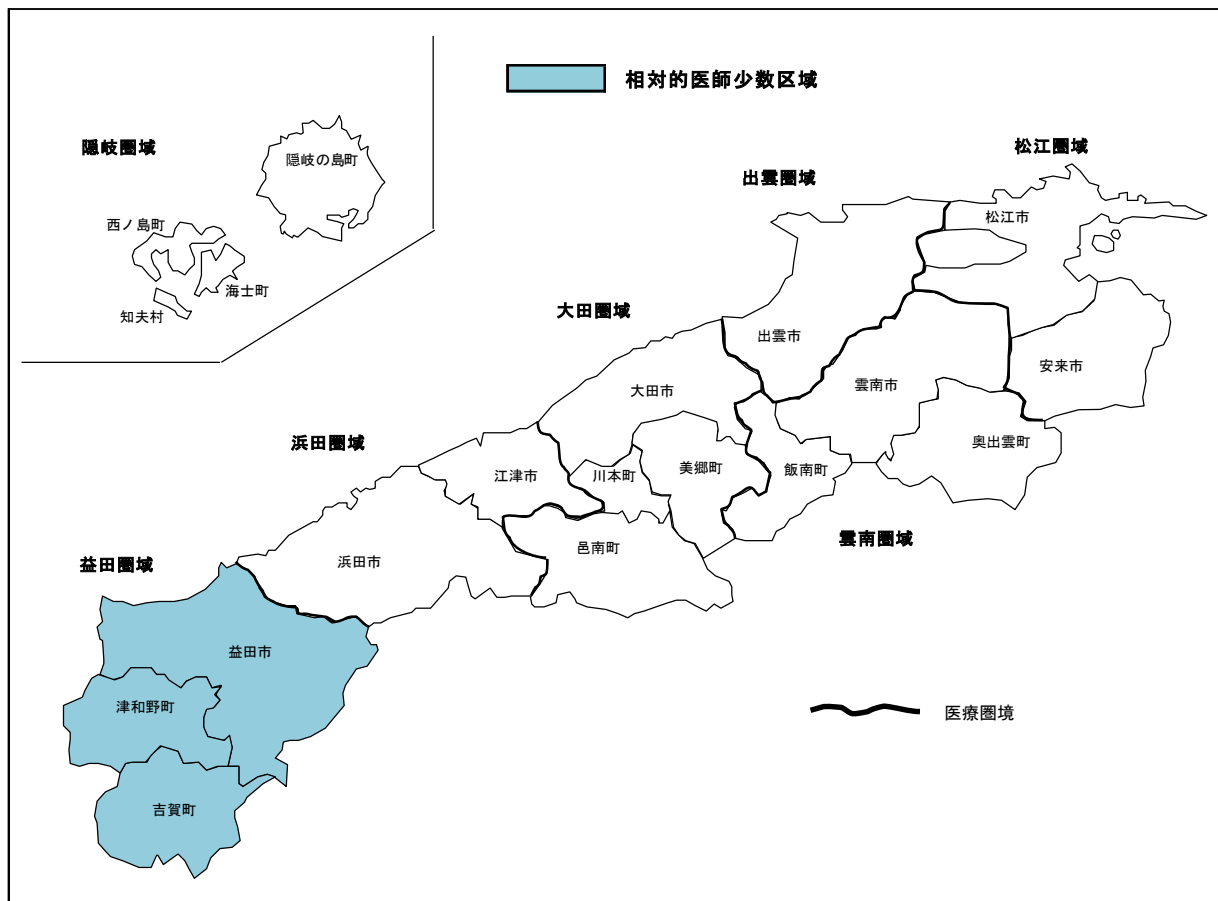 相対的医師少数区域
隠岐圏域
隠岐の島町
西ノ島町
海士町
知夫村
松江圏域
出雲圏域
松江市
大田圏域
出雲市
安来市
雲南市
大田市
奥出雲町
浜田圏域
江津市
川本町
美郷町
飯南町
雲南圏域
邑南町
浜田市
益田圏域
益田市
津和野町
医療圏境
吉賀町